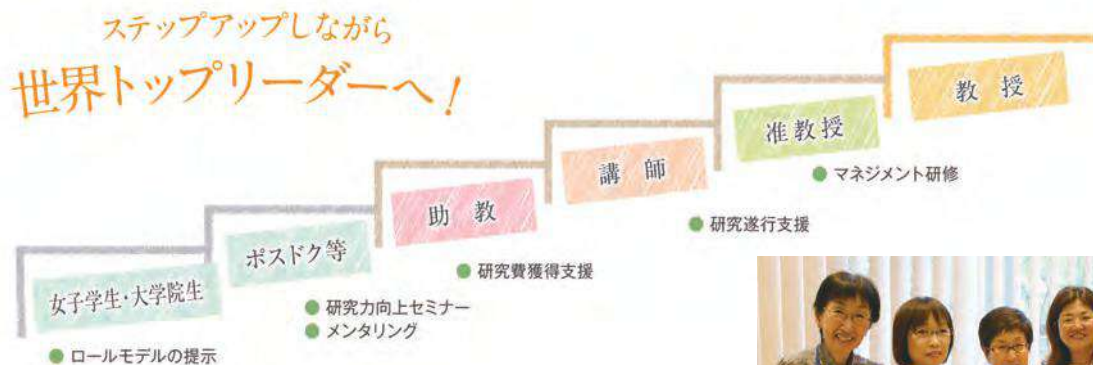 ステップアップしながら
世界トップリーダーへ!
女子学生・大学院生
● ロールモデルの提示
ポスドク等
● 研究力向上セミナー
● メンタリング
助 教
● 研究費獲得支援
講 師
● 研究遂行支援
准教授
● マネジメント研修
教 授